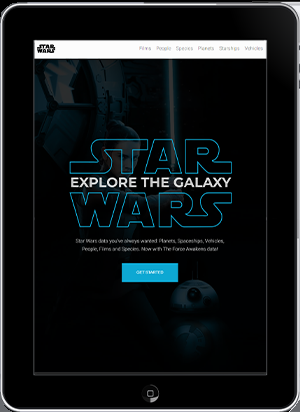 STAR
WARS
Films People Species Planets Starships Vehicles
STAR
EXPLORE THE GALAXY
WARS
Star Wars data you've always wanted: Planets, Spaceships, Vehicles,
People, Films and Species. Now with The Force Awakens data!
GET STARTED